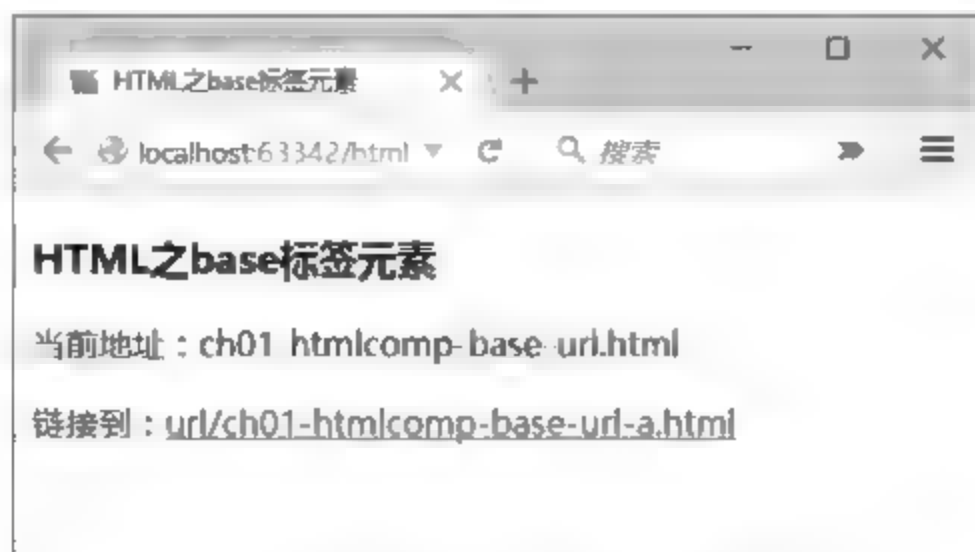 HTML之base标签元素
localhost:63342/html
搜索
HTML之base标签元素
当前地址：ch01-htmlcomp-base-url.html
链接到：url/ch01-htmlcomp-base-url-a.html